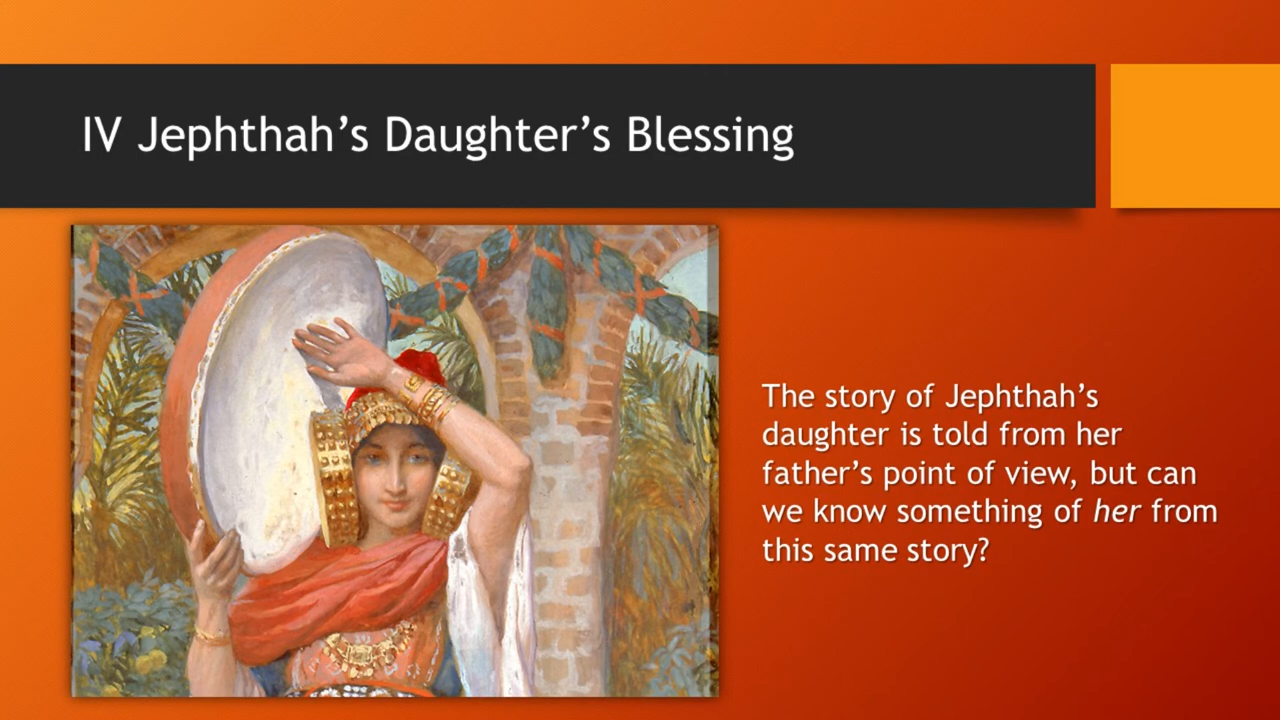 IV Jephthah’s Daughter’s Blessing
The story of Jephthah’s
daughter is told from her
father’s point of view, but can
we know something of her from
this same story?